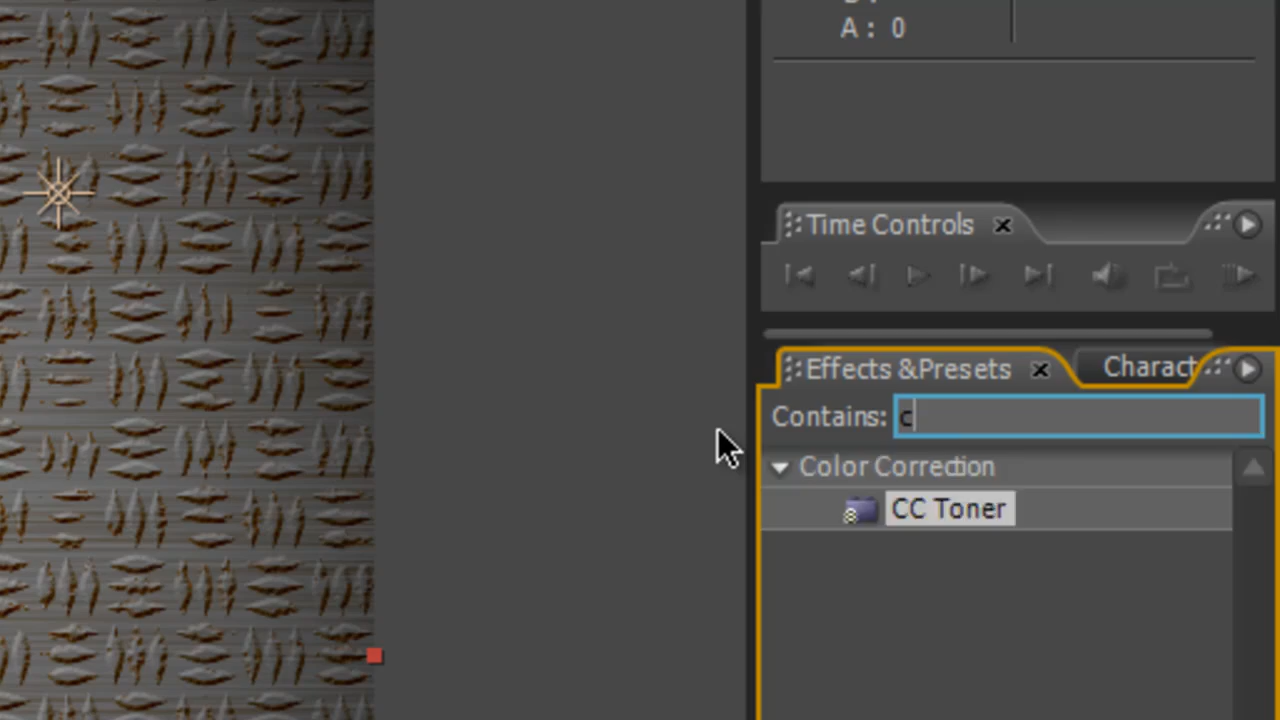 A : 0
Time Controls
Effects &Presets
Charact
Contains: c
Color Correction
CC Toner